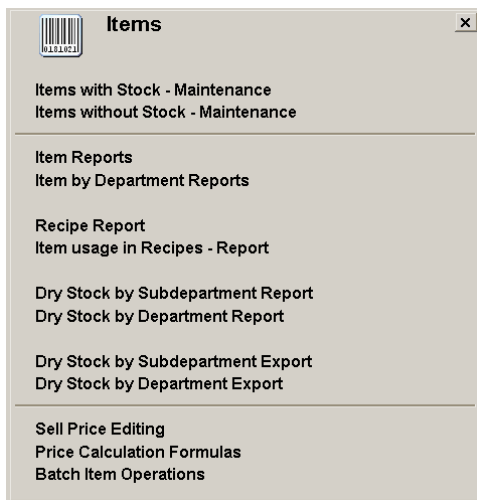 Items
Items with Stock - Maintenance
Items without Stock - Maintenance
Item Reports
Item by Department Reports
Recipe Report
Item usage in Recipes - Report
Dry Stock by Subdepartment Report
Dry Stock by Department Report
Dry Stock by Subdepartment Export
Dry Stock by Department Export
Sell Price Editing
Price Calculation Formulas
Batch Item Operations